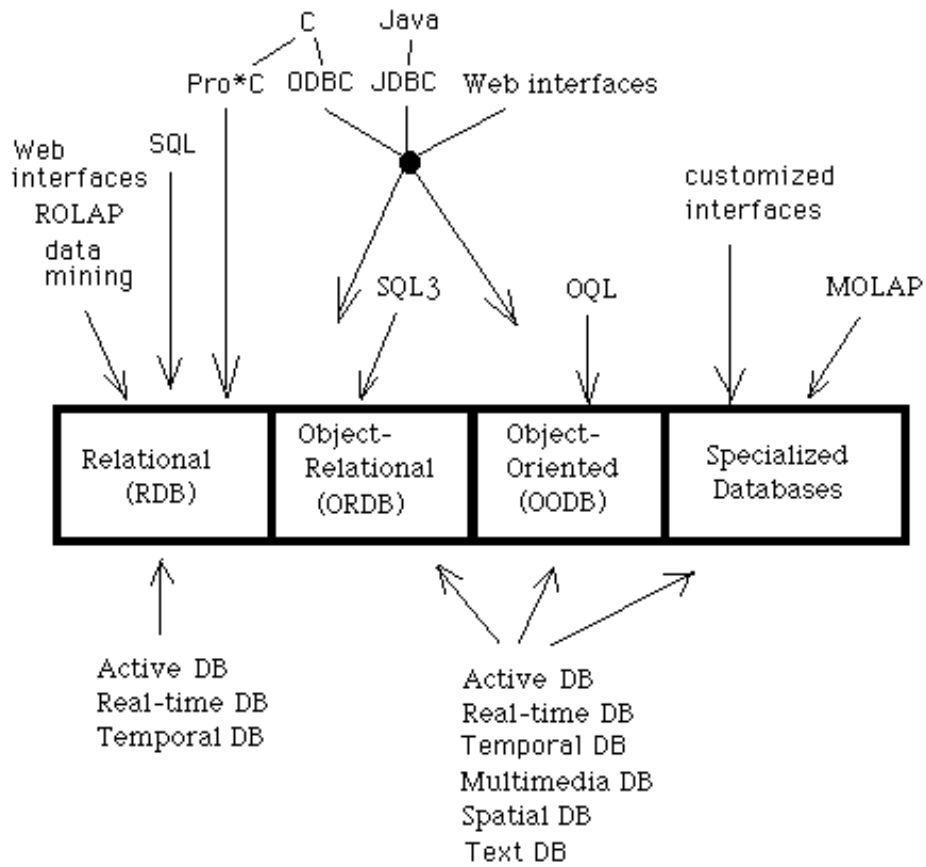 C
Java
Pro*C
ODBC
JDBC
Web interfaces
Web
interfaces
ROLAP
data
mining
SQL
customized
interfaces
SQL3
OQL
MOLAP
Relational
(RDB)
Object-
Relational
(ORDB)
Object-
Oriented
(OODB)
Specialized
Databases
Active DB
Real-time DB
Temporal DB
Active DB
Real-time DB
Temporal DB
Multimedia DB
Spatial DB
Text DB